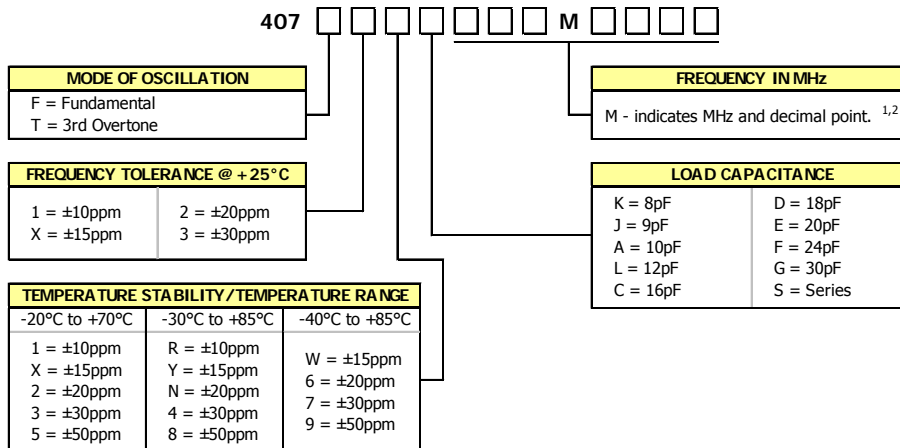 407 M
MODE OF OSCILLATION
F = Fundamental
T = 3rd Overtone
FREQUENCY IN MHz
M - indicates MHz and decimal point. 1,2
FREQUENCY TOLERANCE @ +25°C
1 = ±10ppm 2 = ±20ppm
X = ±15ppm 3 = ±30ppm
LOAD CAPACITANCE
K = 8pF D = 18pF
J = 9pF E = 20pF
A = 10pF F = 24pF
L = 12pF G = 30pF
C = 16pF S = Series
TEMPERATURE STABILITY/TEMPERATURE RANGE
-20°C to +70°C -30°C to +85°C -40°C to +85°C
1 = ±10ppm R = ±10ppm W = ±15ppm
X = ±15ppm Y = ±15ppm 6 = ±20ppm
2 = ±20ppm N = ±20ppm 7 = ±30ppm
3 = ±30ppm 4 = ±30ppm 9 = ±50ppm
5 = ±50ppm 8 = ±50ppm